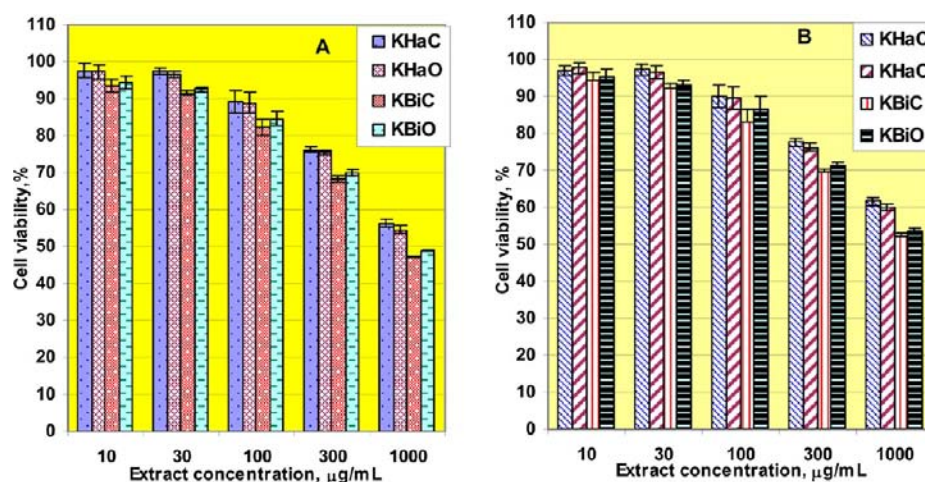 110
100
90
80
70
60
50
40
30
20
10
0
Cell viability,%
A
KHaC
KHaO
KBiC
KBiO
10 30 100 300 1000
Extract concentration, μg/mL
110
100
90
80
70
60
50
40
30
20
10
0
Cell viability, %
B
KHaC
KHaC
KBiC
KBiO
10 30 100 300 1000
Extract concentration, μg/mL